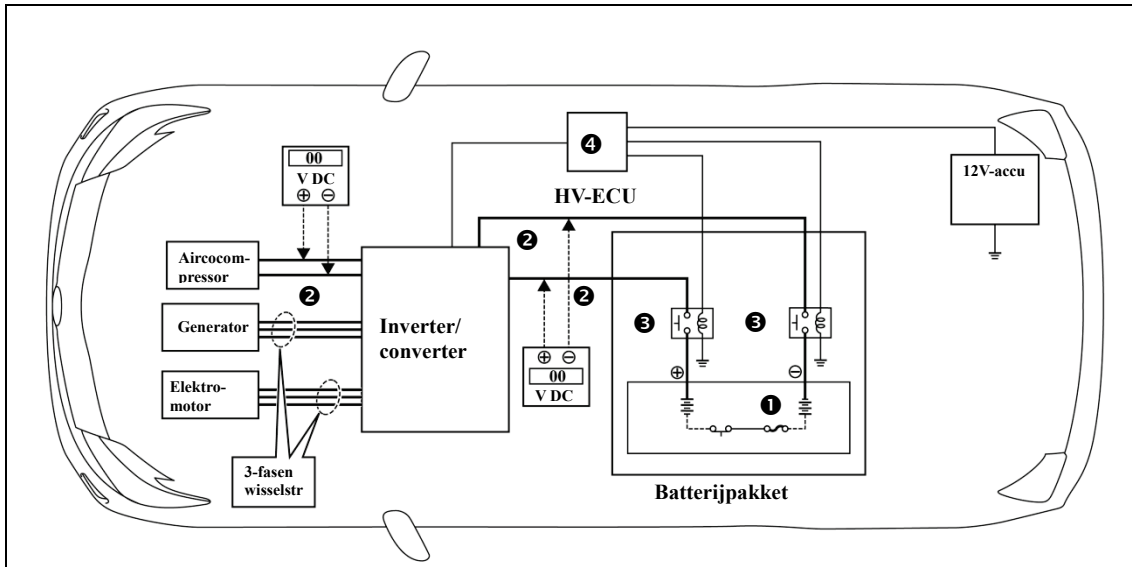 00
V DC
⊕ ⊖
❹
HV-ECU
12V-accu
❷
Aircocom-
pressor
❷
❷
Generator
Inverter/
converter
❸
❸
⊕ ⊖
00
V DC
⊕
⊖
Elektro-
motor
❶
3-fasen
wisselstr
Batterijpakket